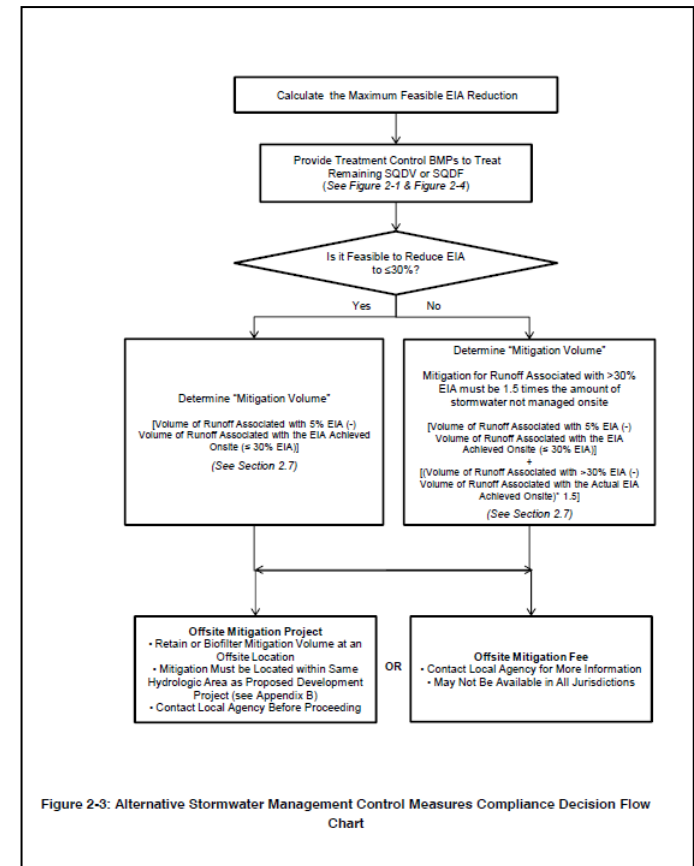 Calculate the Maximum Feasible EIA Reduction
Provide Treatment Control BMPs to Treat
Remaining SQDV or SQDF
(See Figure 2-1 & Figure 2-4)
Is it Feasible to Reduce EIA
to ≤30%?
Yes
No
Determine “Mitigation Volume”
[Volume of Runoff Associated with 5% EIA (-)
Volume of Runoff Associated with the EIA Achieved
Onsite (≤ 30% EIA)]
(See Section 2.7)
Determine “Mitigation Volume”
Mitigation for Runoff Associated with >30%
EIA must be 1.5 times the amount of
stormwater not managed onsite
[Volume of Runoff Associated with 5% EIA (-)
Volume of Runoff Associated with the EIA
Achieved Onsite (≤ 30% EIA)]
+
[(Volume of Runoff Associated with >30% EIA (-)
Volume of Runoff Associated with the Actual EIA
Achieved Onsite)* 1.5]
(See Section 2.7)
Offsite Mitigation Project
• Retain or Biofilter Mitigation Volume at an
Offsite Location
• Mitigation Must be Located within Same
Hydrologic Area as Proposed Development
Project (see Appendix B)
• Contact Local Agency Before Proceeding
OR
Offsite Mitigation Fee
• Contact Local Agency for More Information
• May Not Be Available in All Jurisdictions
Figure 2-3: Alternative Stormwater Management Control Measures Compliance Decision Flow
Chart